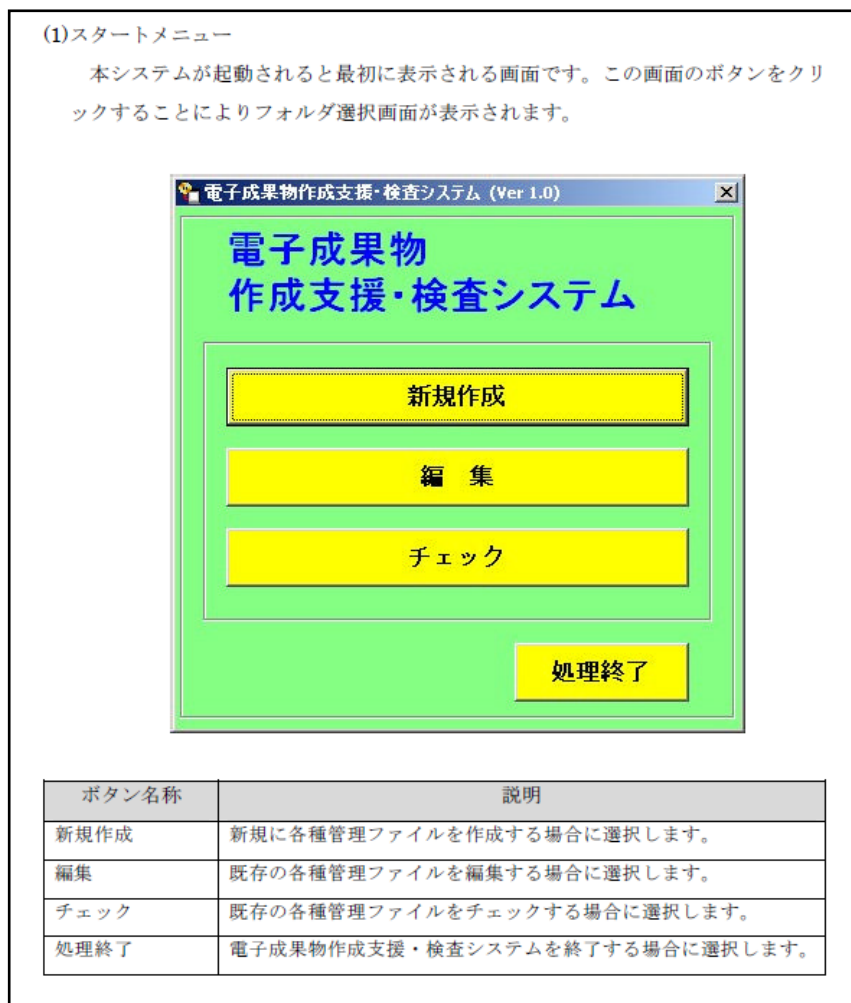 (1)スタートメニュー
本システムが起動されると最初に表示される画面です。この画面のボタンをクリ
ックすることによりフォルダ選択画面が表示されます。
電子成果物作成支援・検査システム (Ver 1.0)
電子成果物
作成支援・検査システム
新規作成
編　集
チェック
処理終了
ボタン名称 説明
新規作成 新規に各種管理ファイルを作成する場合に選択します。
編集 既存の各種管理ファイルを編集する場合に選択します。
チェック 既存の各種管理ファイルをチェックする場合に選択します。
処理終了 電子成果物作成支援・検査システムを終了する場合に選択します。